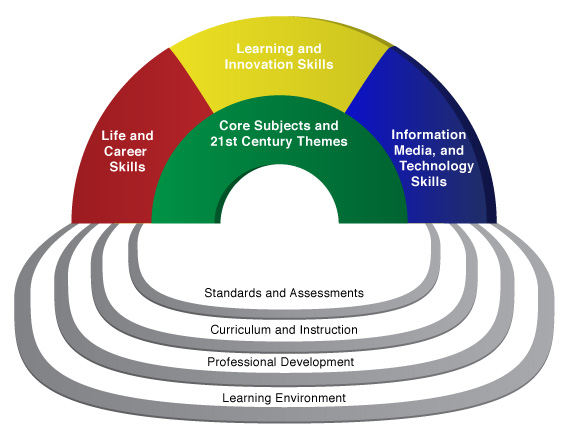 Learning and
Innovation Skills
Core Subjects and
21st Century Themes
Life and
Career
Skills
Information
Media, and
Technology
Skills
Standards and Assessments
Curriculum and Instruction
Professional Development
Learning Environment